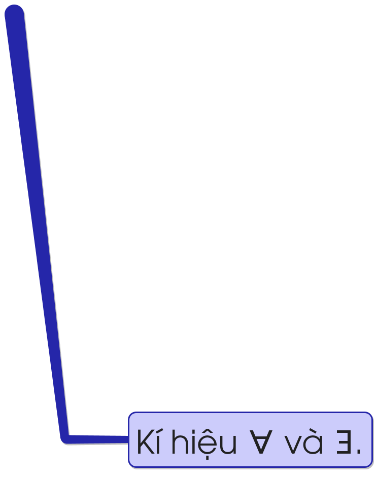 Kí hiệu ∀ và ∃.